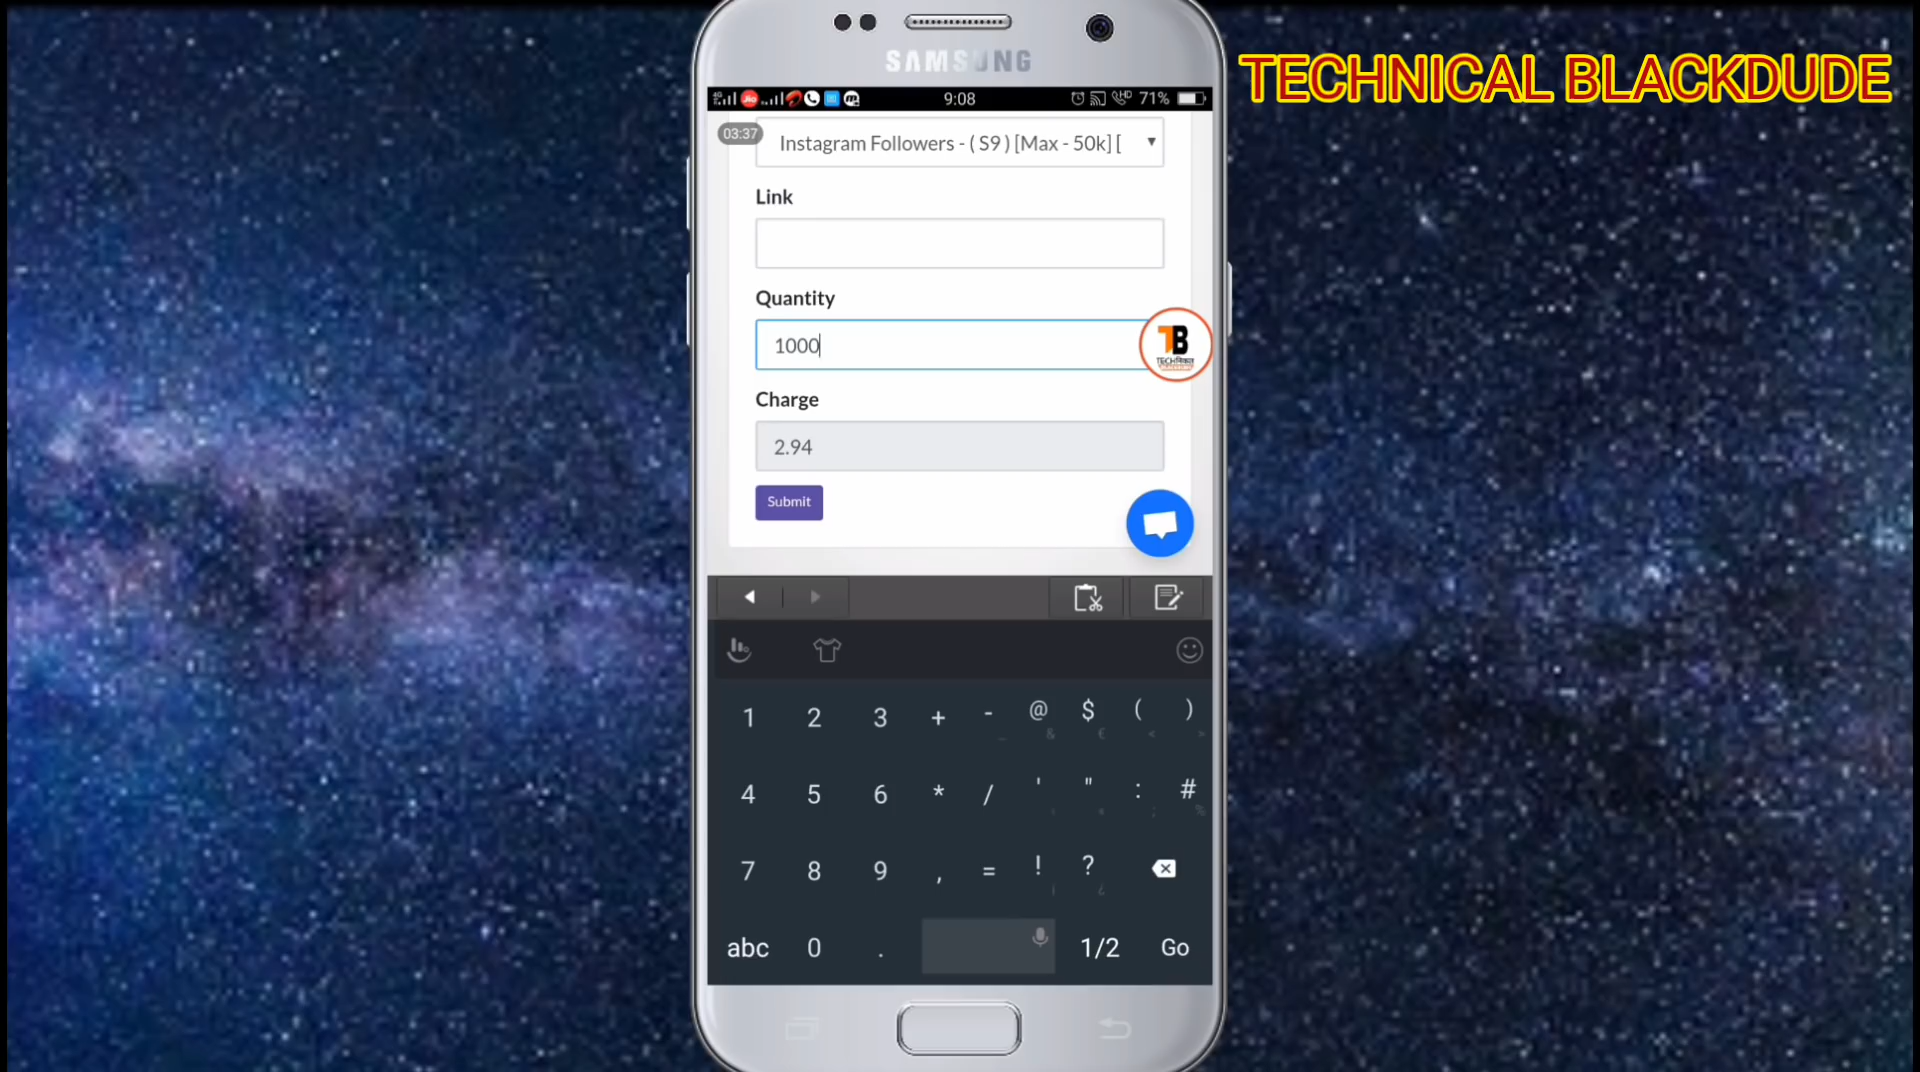 TECHNICAL BLACKDUDE
SAMSUNG
9:08
71%
03:37
Instagram Followers - ( S9 ) [Max - 50k] [
Link
Quantity
1000
TB
Charge
2.94
Submit
1 2 3 + - @ $ ( )
_ & € < >
4 5 6 * / ' " : #
; %
7 8 9 , = ! ?
¡ ¿
abc 0 . 1/2 Go